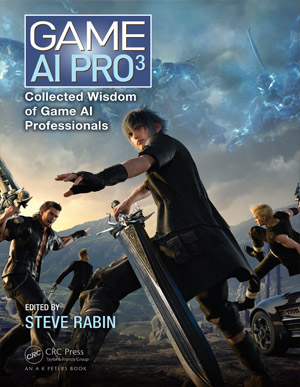 GAME
AI PRO3
Collected Wisdom
of Game AI
Professionals
EDITED BY
STEVE RABIN
CRC
CRC Press
Taylor & Francis Group
AN A K PETERS BOOK